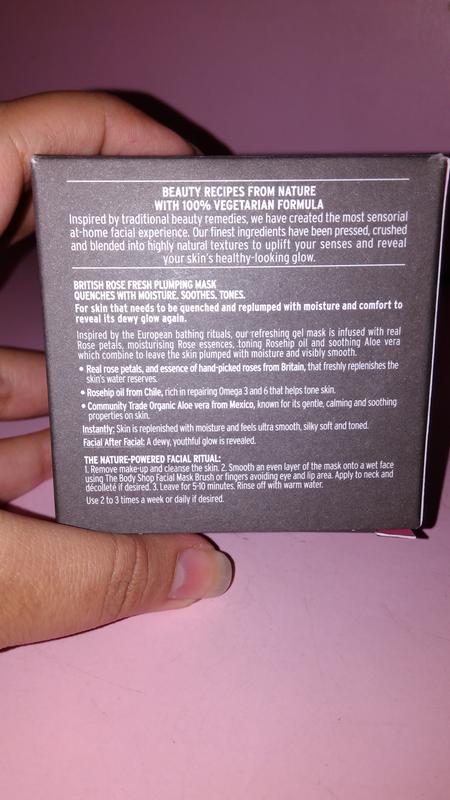 BEAUTY RECIPES FROM NATURE
WITH 100% VEGETARIAN FORMULA
Inspired by traditional beauty remedies, we have created the most sensorial
at-home facial experience. Our finest ingredients have been pressed, crushed
and blended into highly natural textures to uplift your senses and reveal
your skin's healthy-looking glow.
BRITISH ROSE FRESH PLUMPING MASK
QUENCHES WITH MOISTURE. SOOTHES. TONES.
For skin that needs to be quenched and replumped with moisture and comfort to
reveal its dewy glow again.
Inspired by the European bathing rituals, our refreshing gel mask is infused with real
Rose petals, moisturising Rose essences, toning Rosehip oil and soothing Aloe vera
which combine to leave the skin plumped with moisture and visibly smooth.
• Real rose petals, and essence of hand-picked roses from Britain, that freshly replenishes the
skin's water reserves.
• Rosehip oil from Chile, rich in repairing Omega 3 and 6 that helps tone skin.
• Community Trade Organic Aloe vera from Mexico, known for its gentle, calming and soothing
properties on skin.
Instantly: Skin is replenished with moisture and feels ultra smooth, silky soft and toned.
Facial After Facial: A dewy, youthful glow is revealed.
THE NATURE-POWERED FACIAL RITUAL:
1. Remove make-up and cleanse the skin. 2. Smooth an even layer of the mask onto a wet face
using The Body Shop Facial Mask Brush or fingers avoiding eye and lip area. Apply to neck and
décolleté if desired. 3. Leave for 5-10 minutes. Rinse off with warm water.
Use 2 to 3 times a week or daily if desired.